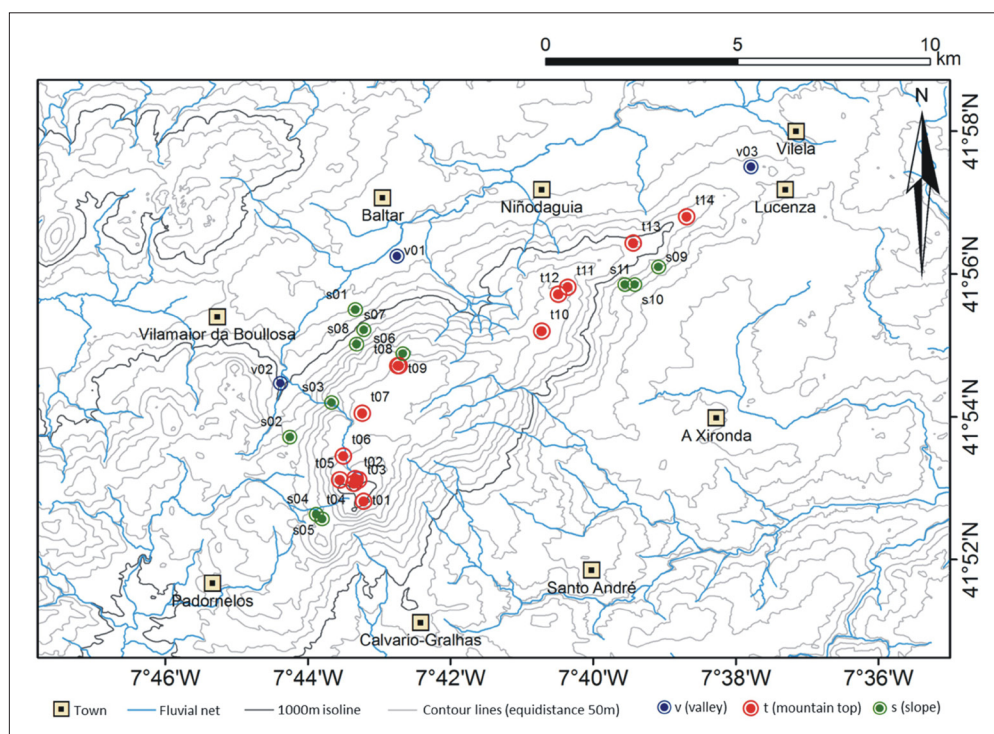 0 5 10
km
N
41°58'N
Vilela
v03
Baltar
Niñodaguia
Lucenza
t14
t13
v01
s09
s11
s10
41°56'N
t12
t11
t10
s01
s07
s08
s06
t08
t09
Vilamaior da Boullosa
v02
s03
t07
s02
A Xironda
41°54'N
t06
t05
t02
t03
t04
t01
s04
s05
41°52'N
Padornelos
Santo André
Calvario-Gralhas
7°46'W 7°44'W 7°42'W 7°40'W 7°38'W 7°36'W
Town Fluvial net 1000m isoline Contour lines (equidistance 50m) v (valley) t (mountain top) s (slope)